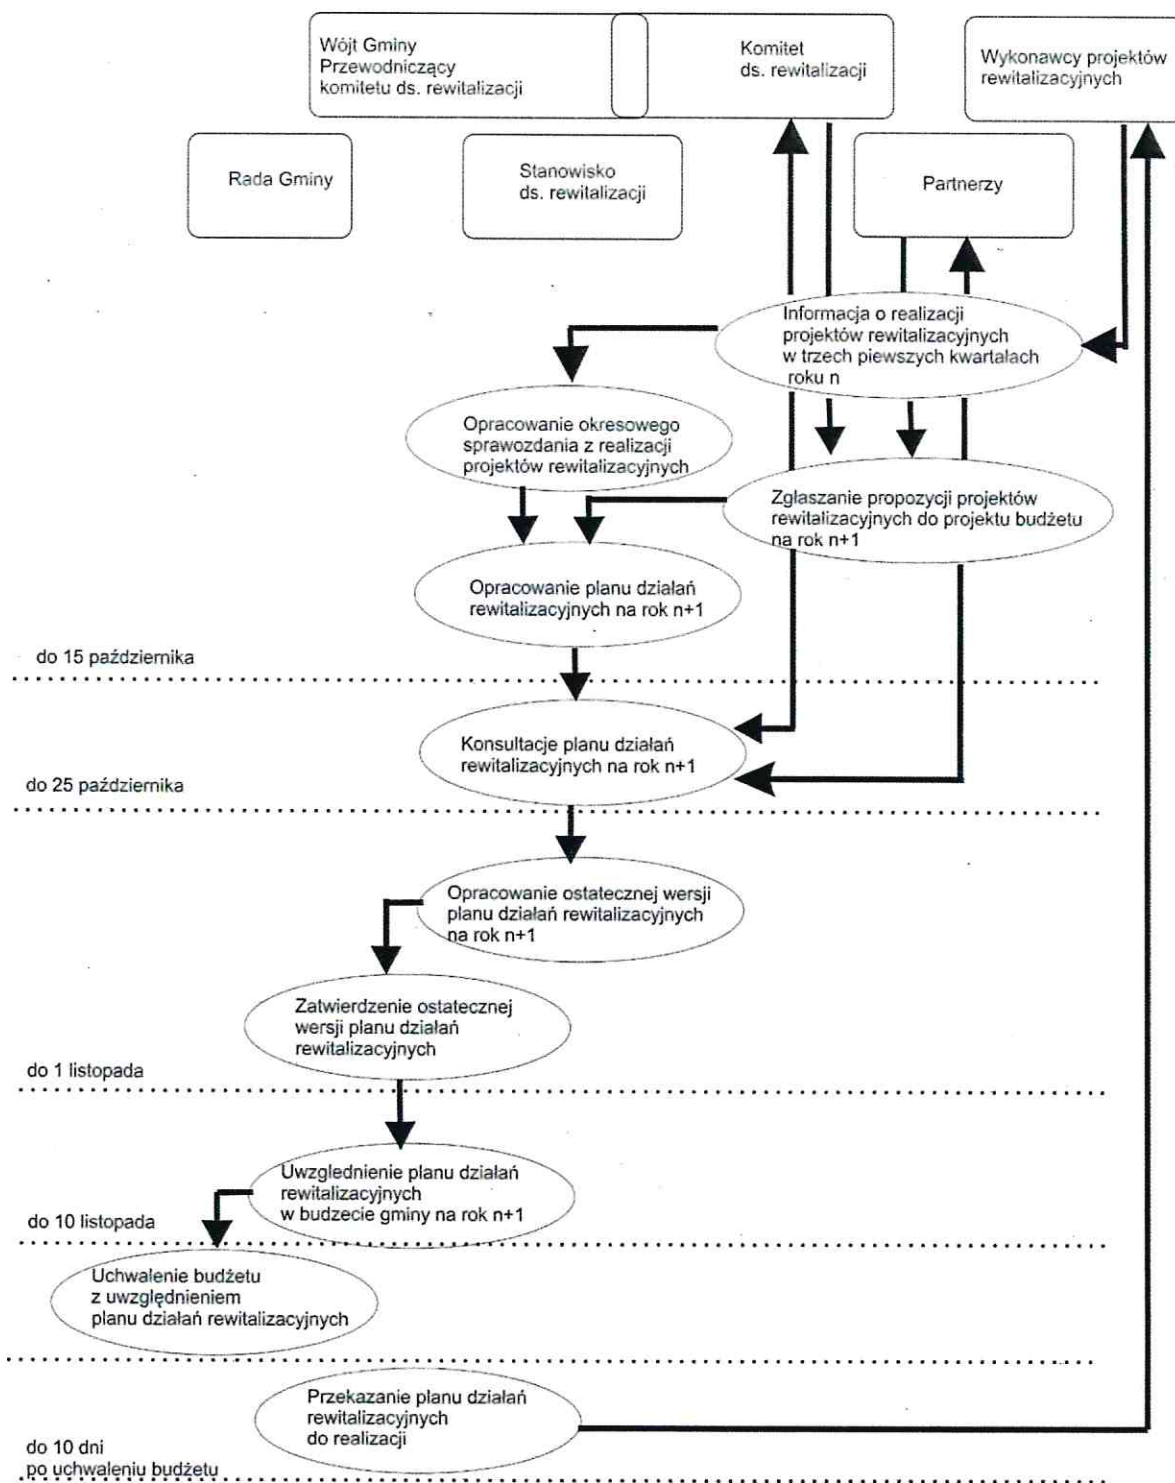 Wójt Gminy
Przewodniczący
komitetu ds. rewitalizacji
Komitet
ds. rewitalizacji
Wykonawcy projektów
rewitalizacyjnych
Rada Gminy
Stanowisko
ds. rewitalizacji
Partnerzy
Informacja o realizacji
projektów rewitalizacyjnych
w trzech piewszych kwartałach
roku n
Opracowanie okresowego
sprawozdania z realizacji
projektów rewitalizacyjnych
Zgłaszanie propozycji projektów
rewitalizacyjnych do projektu budżetu
na rok n+1
Opracowanie planu działań
rewitalizacyjnych na rok n+1
do 15 października
Konsultacje planu działań
rewitalizacyjnych na rok n+1
do 25 października
Opracowanie ostatecznej wersji
planu działań rewitalizacyjnych
na rok n+1
Zatwierdzenie ostatecznej
wersji planu działań
rewitalizacyjnych
do 1 listopada
Uwzglednienie planu działań
rewitalizacyjnych
w budzecie gminy na rok n+1
do 10 listopada
Uchwalenie budżetu
z uwzględnieniem
planu działań rewitalizacyjnych
Przekazanie planu działań
rewitalizacyjnych
do realizacji
do 10 dni
po uchwaleniu budżetu